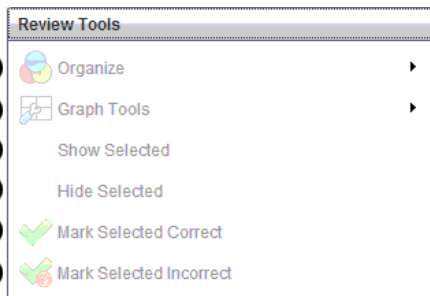 Review Tools
Organize
Graph Tools
Show Selected
Hide Selected
Mark Selected Correct
Mark Selected Incorrect